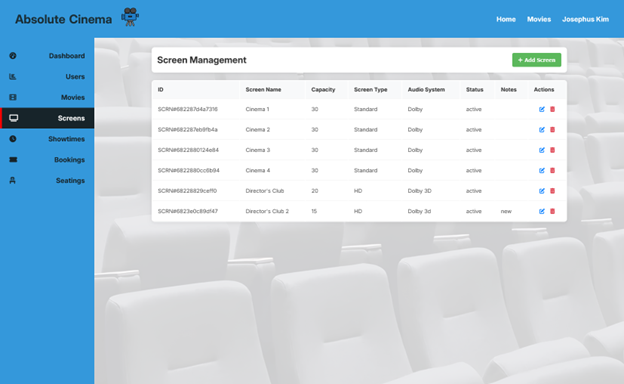 Absolute Cinema
Home Movies Josephus Kim
Dashboard
Users
Movies
Screens
Showtimes
Bookings
Seatings
Screen Management
+ Add Screen
ID Screen Name Capacity Screen Type Audio System Status Notes Actions
SCRN#682287d4a7316 Cinema 1 30 Standard Dolby active
SCRN#682287eb9fb4a Cinema 2 30 Standard Dolby active
SCRN#6822880124e84 Cinema 3 30 Standard Dolby active
SCRN#6822880cc6b94 Cinema 4 30 Standard Dolby active
SCRN#68226829ceff0 Director's Club 20 HD Dolby 3D active
SCRN#6823e0c89df47 Director's Club 2 15 HD Dolby 3d active new